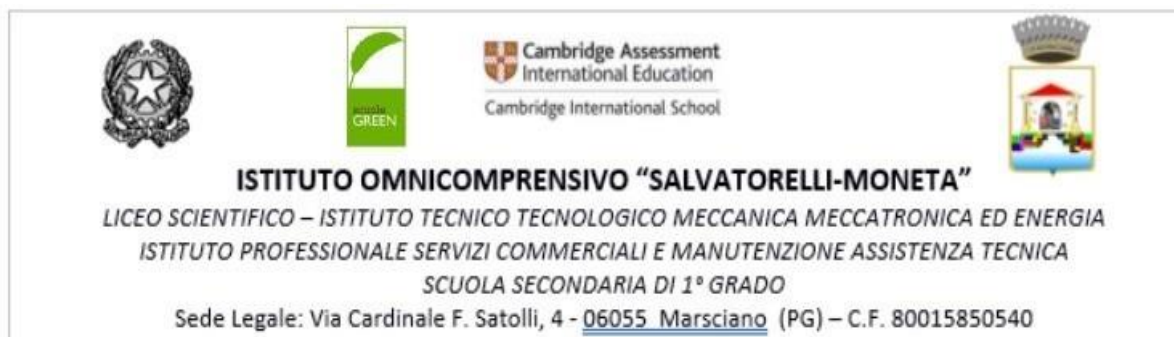 scuola
GREEN
Cambridge Assessment
International Education
Cambridge International School
ISTITUTO OMNICOMPRENSIVO “SALVATORELLI-MONETA”
LICEO SCIENTIFICO – ISTITUTO TECNICO TECNOLOGICO MECCANICA MECCATRONICA ED ENERGIA
ISTITUTO PROFESSIONALE SERVIZI COMMERCIALI E MANUTENZIONE ASSISTENZA TECNICA
SCUOLA SECONDARIA DI 1° GRADO
Sede Legale: Via Cardinale F. Satolli, 4 - 06055 Marsciano (PG) – C.F. 80015850540